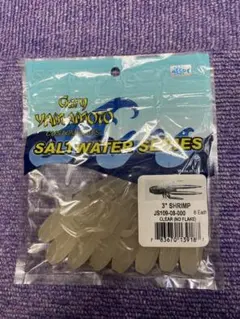 Gary
YAMAMOTO
SALTWATER SERIES
3" SHRIMP
JS109-08-000
8 Each
CLEAR (NO FLAKE)